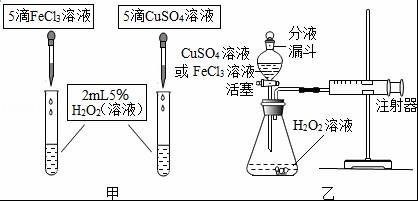 5滴FeCl3溶液
5滴CuSO4溶液
2mL5%
H2O2(溶液)
甲
CuSO4溶液
或 FeCl3溶液
活塞
分液
漏斗
注射器
H2O2溶液
乙